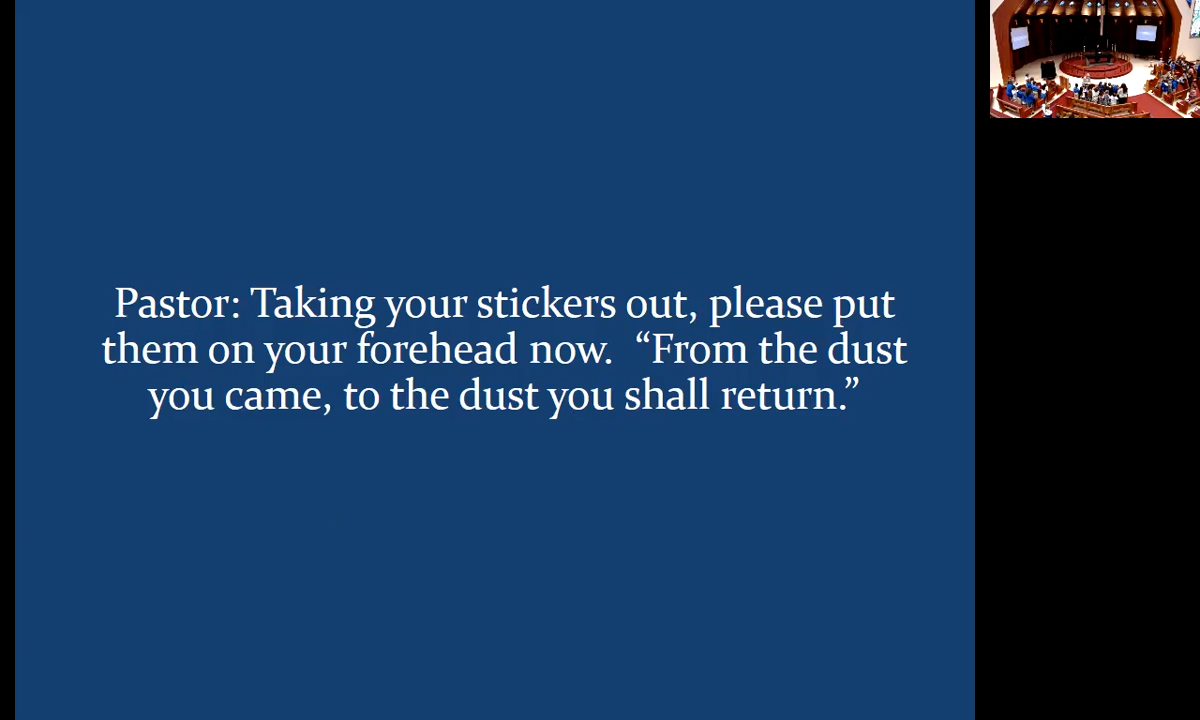 Pastor: Taking your stickers out, please put
them on your forehead now.  “From the dust
you came, to the dust you shall return.”